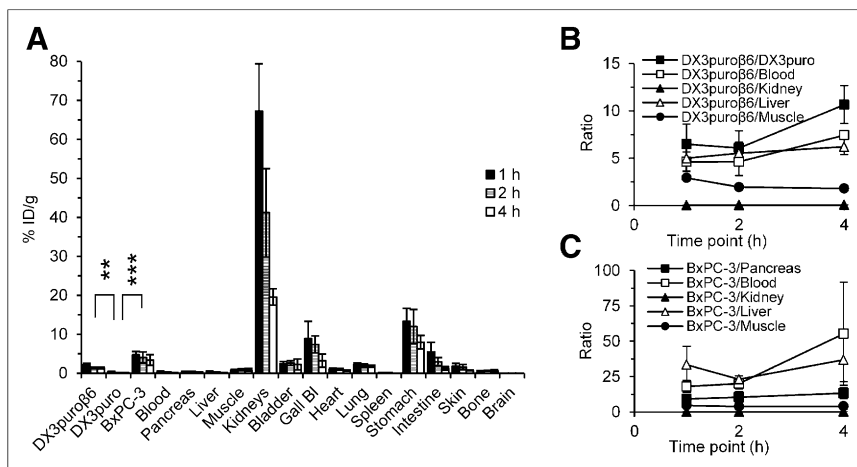 A
80
70
60
50
40
30
20
10
0
% ID/g
**
***
1 h
2 h
4 h
DX3puroβ6
DX3puro
BxPC-3
Blood
Pancreas
Liver
Muscle
Kidneys
Bladder
Gall Bl
Heart
Lung
Spleen
Stomach
Intestine
Skin
Bone
Brain
B
DX3puroβ6/DX3puro
DX3puroβ6/Blood
DX3puroβ6/Kidney
DX3puroβ6/Liver
DX3puroβ6/Muscle
15
10
5
0
Ratio
0 2 4
Time point (h)
C
BxPC-3/Pancreas
BxPC-3/Blood
BxPC-3/Kidney
BxPC-3/Liver
BxPC-3/Muscle
100
75
50
25
0
Ratio
0 2 4
Time point (h)